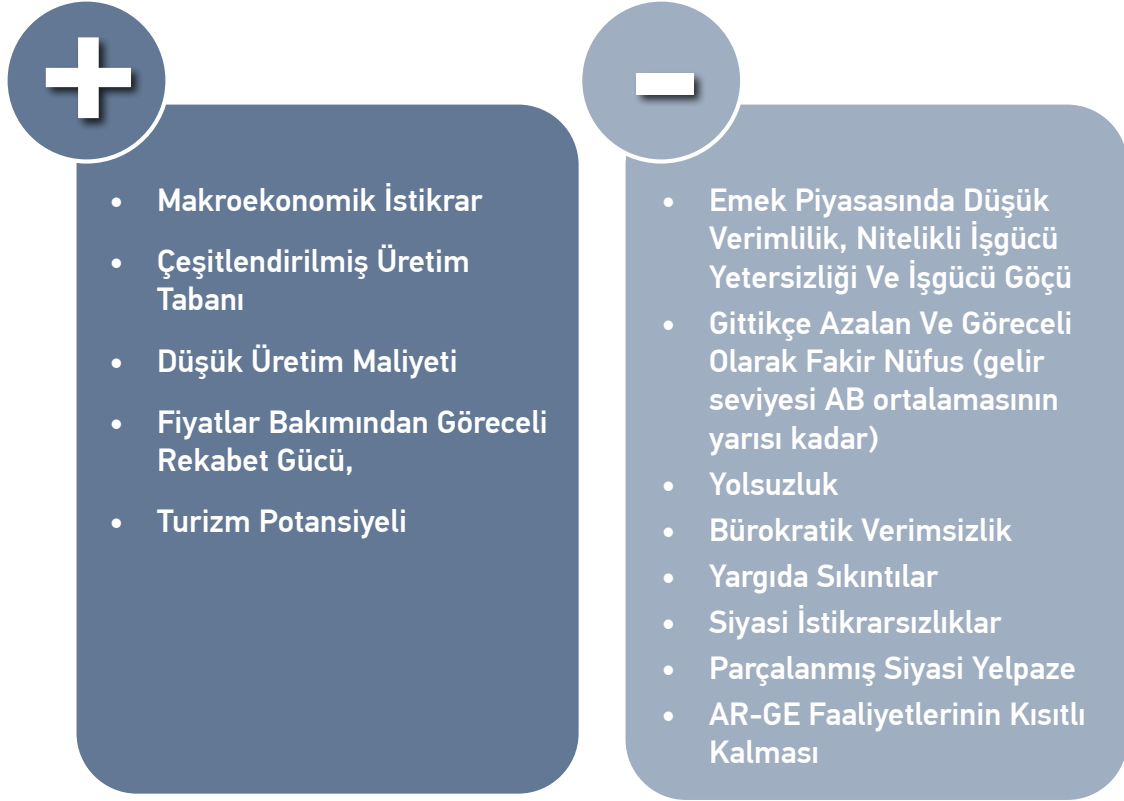 +
• Makroekonomik İstikrar
• Çeşitlendirilmiş Üretim
Tabanı
• Düşük Üretim Maliyeti
• Fiyatlar Bakımından Göreceli
Rekabet Gücü,
• Turizm Potansiyeli
-
• Emek Piyasasında Düşük
Verimlilik, Nitelikli İşgücü
Yetersizliği Ve İşgücü Göçü
• Gittikçe Azalan Ve Göreceli
Olarak Fakir Nüfus (gelir
seviyesi AB ortalamasının
yarısı kadar)
• Yolsuzluk
• Bürokratik Verimsizlik
• Yargıda Sıkıntılar
• Siyasi İstikrarsızlıklar
• Parçalanmış Siyasi Yelpaze
• AR-GE Faaliyetlerinin Kısıtlı
Kalması